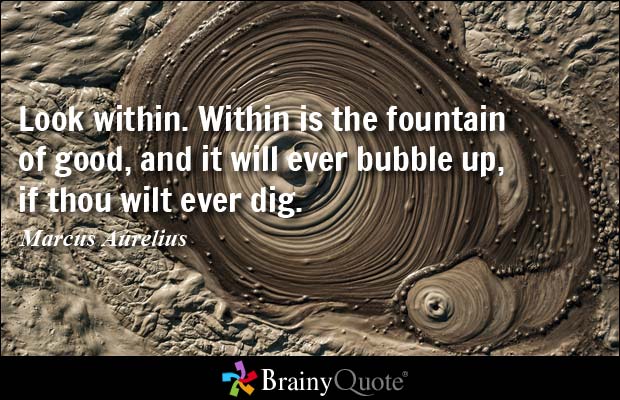 Look within. Within is the fountain
of good, and it will ever bubble up,
if thou wilt ever dig.
Marcus Aurelius
BrainyQuote®